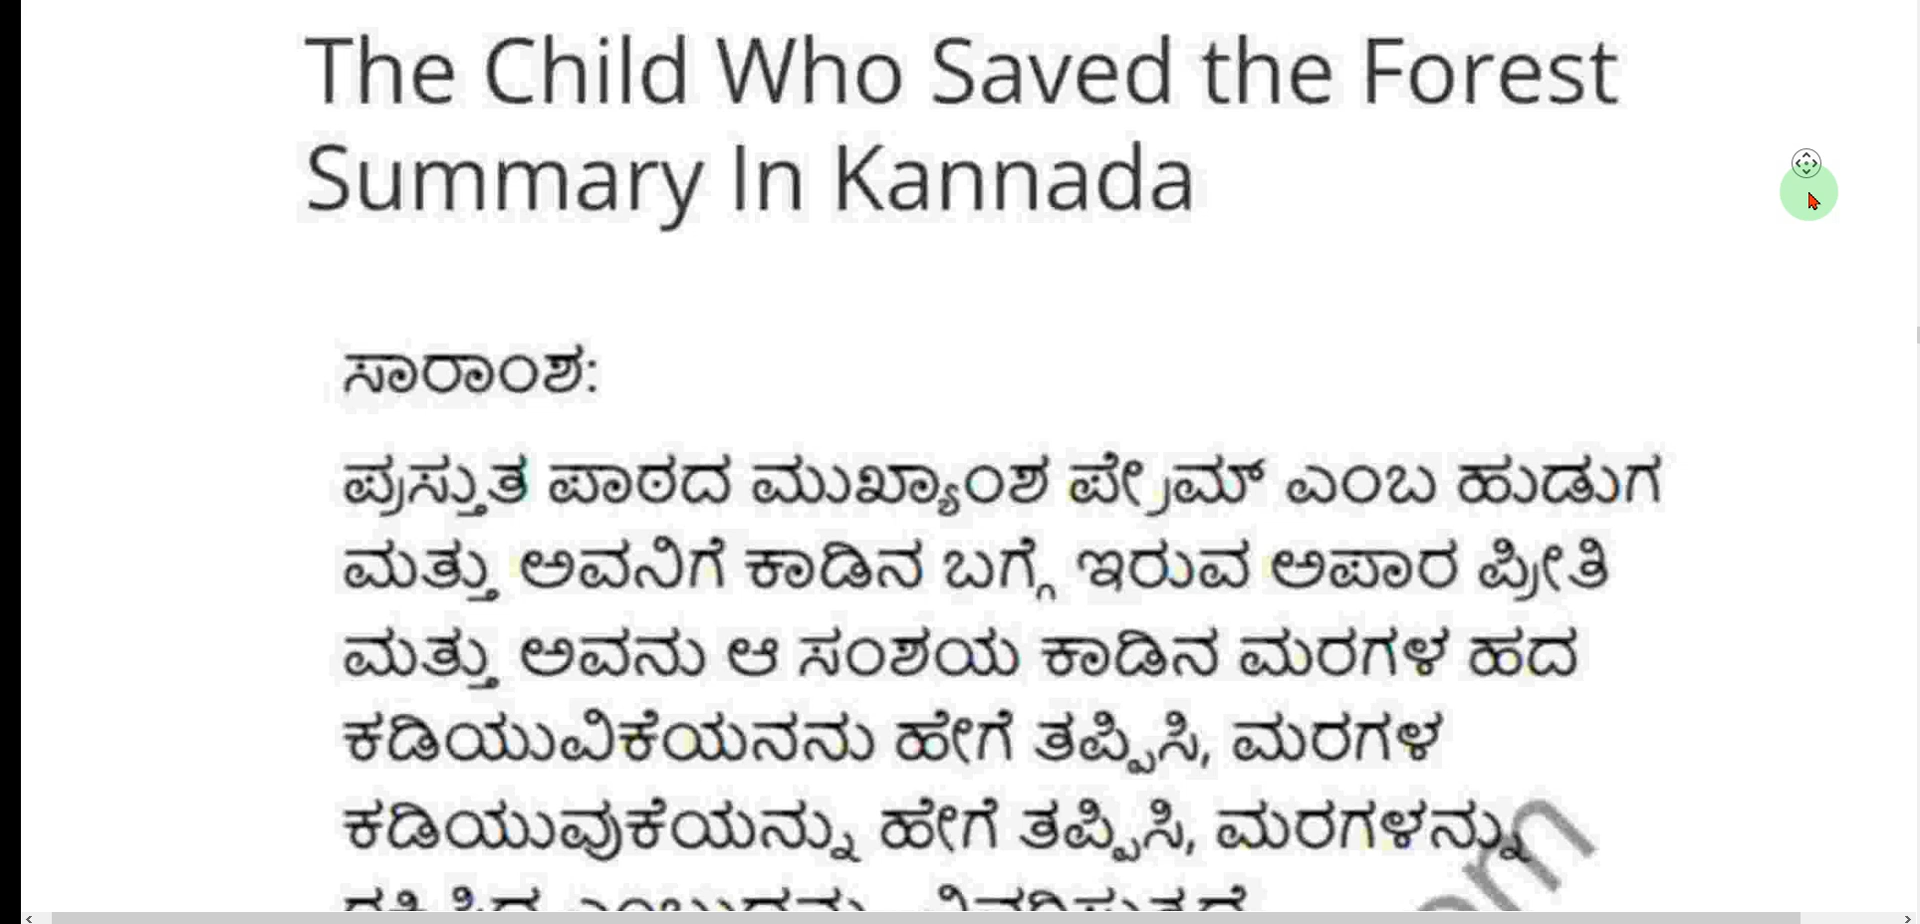 The Child Who Saved the Forest
Summary In Kannada
ಸಾರಾಂಶ:
ಪ್ರಸ್ತುತ ಪಾಠದ ಮುಖ್ಯಾಂಶ ಪ್ರೇಮ್ ಎಂಬ ಹುಡುಗ
ಮತ್ತು ಅವನಿಗೆ ಕಾಡಿನ ಬಗ್ಗೆ ಇರುವ ಅಪಾರ ಪ್ರೀತಿ
ಮತ್ತು ಅವನು ಆ ಸಂಶಯ ಕಾಡಿನ ಮರಗಳ ಹದ
ಕಡಿಯುವಿಕೆಯನನು ಹೇಗೆ ತಪ್ಪಿಸಿ, ಮರಗಳ
ಕಡಿಯುವುಕೆಯನ್ನು ಹೇಗೆ ತಪ್ಪಿಸಿ, ಮರಗಳನ್ನು